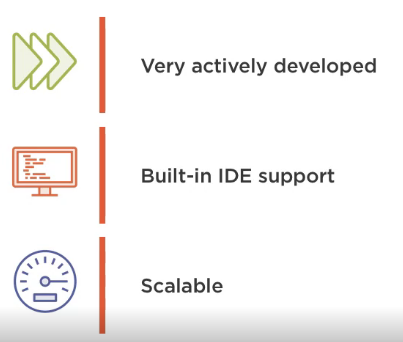 Very actively developed
Built-in IDE support
Scalable